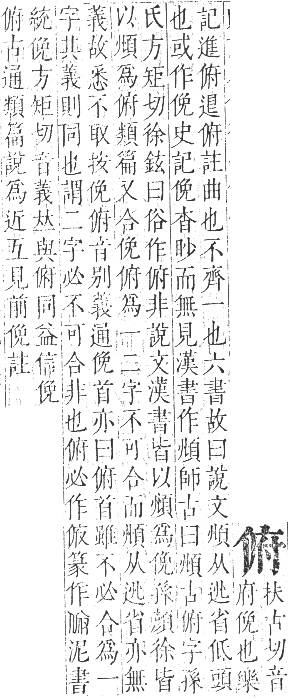 俯
扶古切音
府俛也樂
記進俯退俯註曲也不齊一也六書故曰說文頫从逃省低頭
也或作俛史記俛杳眇而無見漢書作頫師古曰頫古俯字孫
氏方矩切徐鉉曰俗作俯非說文漢書皆以頫爲俛孫顏徐皆
以頫爲俯類篇又合俛俯爲一二字不可合而頫从逃省亦無
義故悉不取按俛俯音別義通俛首亦曰俯首雖不必合爲一
字其義則同也謂二字必不可合非也俯必作篆作泥書
統俛方矩切音義𠀤與俯同益信俛
俯古通類篇說爲近互見前俛註